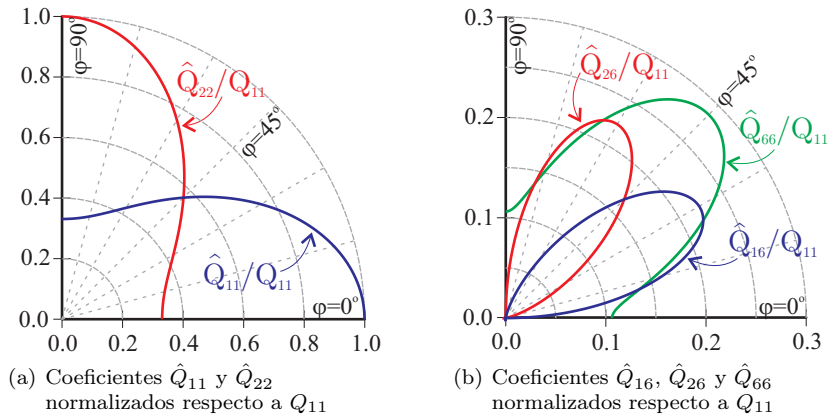 1.0
0.8
0.6
0.4
0.2
0.0
0.0 0.2 0.4 0.6 0.8 1.0
φ=90°
φ=45°
φ=0°
Q̂₂₂/Q₁₁
Q̂₁₁/Q₁₁
(a) Coeficientes Q̂₁₁ y Q̂₂₂
normalizados respecto a Q₁₁
0.3
0.2
0.1
0.0
0.0 0.1 0.2 0.3
φ=90°
φ=45°
φ=0°
Q̂₂₆/Q₁₁
Q̂₆₆/Q₁₁
Q̂₁₆/Q₁₁
(b) Coeficientes Q̂₁₆, Q̂₂₆ y Q̂₆₆
normalizados respecto a Q₁₁